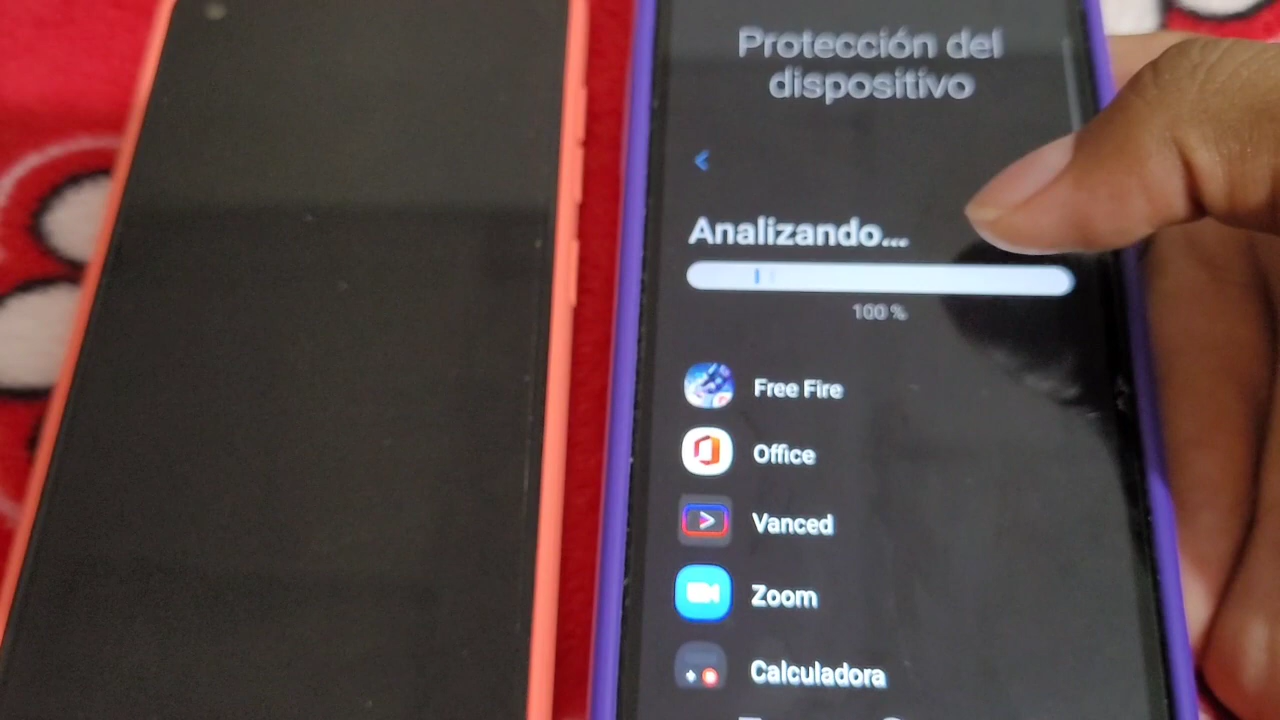 Protección del
dispositivo
Analizando...
100 %
Free Fire
Office
Vanced
Zoom
Calculadora